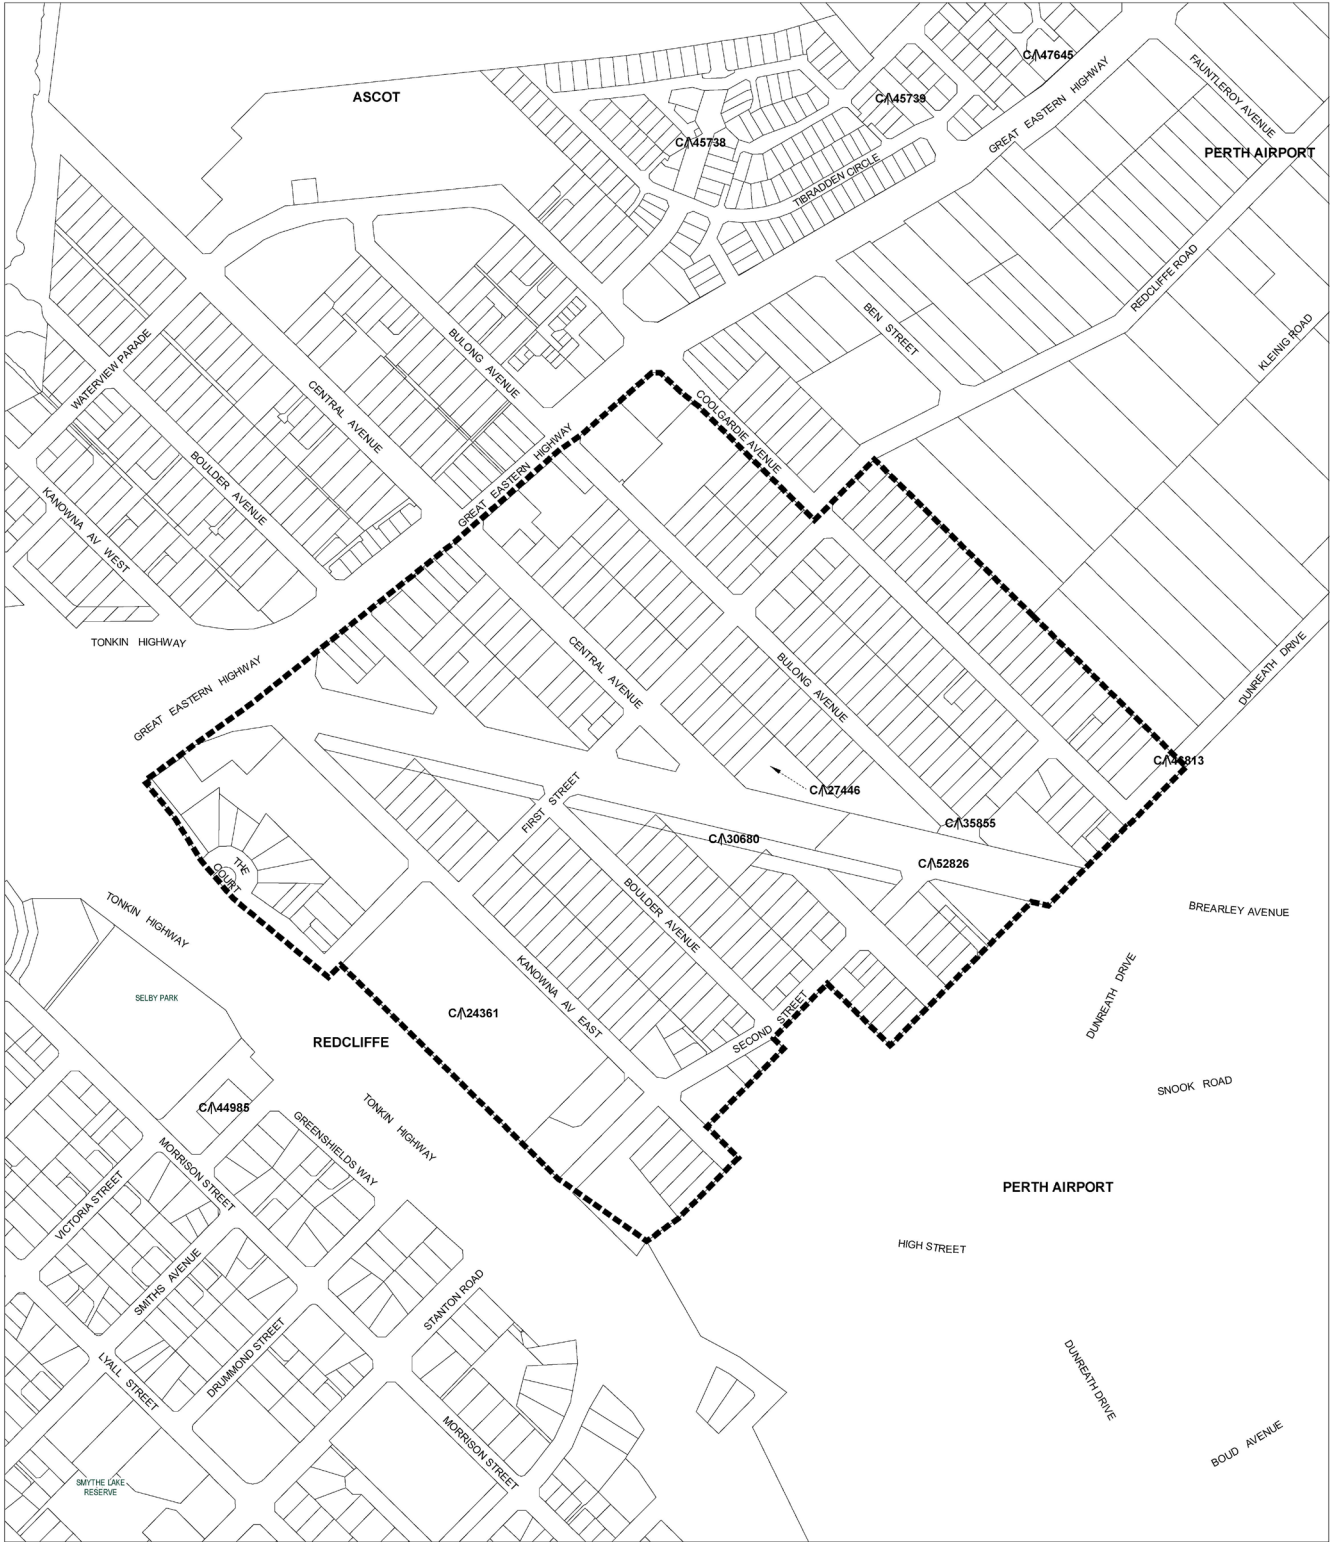 C/\47645
FAUNTLEROY AVENUE
ASCOT
C/\45739
GREAT EASTERN HIGHWAY
C/\45738
PERTH AIRPORT
TIBRADDEN CIRCLE
REDCLIFFE ROAD
BEN STREET
KLEINIG ROAD
BULONG AVENUE
WATERVIEW PARADE
CENTRAL AVENUE
COOLGARDIE AVENUE
GREAT EASTERN HIGHWAY
BOULDER AVENUE
KANOWNA AV WEST
TONKIN HIGHWAY
GREAT EASTERN HIGHWAY
CENTRAL AVENUE
BULONG AVENUE
DUNREATH DRIVE
C/\27446
FIRST STREET
C/\35855
C/\30680
C/\52826
THE
COURT
BOULDER AVENUE
TONKIN HIGHWAY
BREARLEY AVENUE
SELBY PARK
KANOWNA AV EAST
DUNREATH DRIVE
C/\24361
SECOND STREET
REDCLIFFE
SNOOK ROAD
C/\44985
TONKIN HIGHWAY
GREENSHIELDS WAY
MORRISON STREET
VICTORIA STREET
PERTH AIRPORT
HIGH STREET
SMITHS AVENUE
STANTON ROAD
DRUMMOND STREET
LYALL STREET
DUNREATH DRIVE
MORRISON STREET
BOUD AVENUE
SMYTHE LAKE
RESERVE